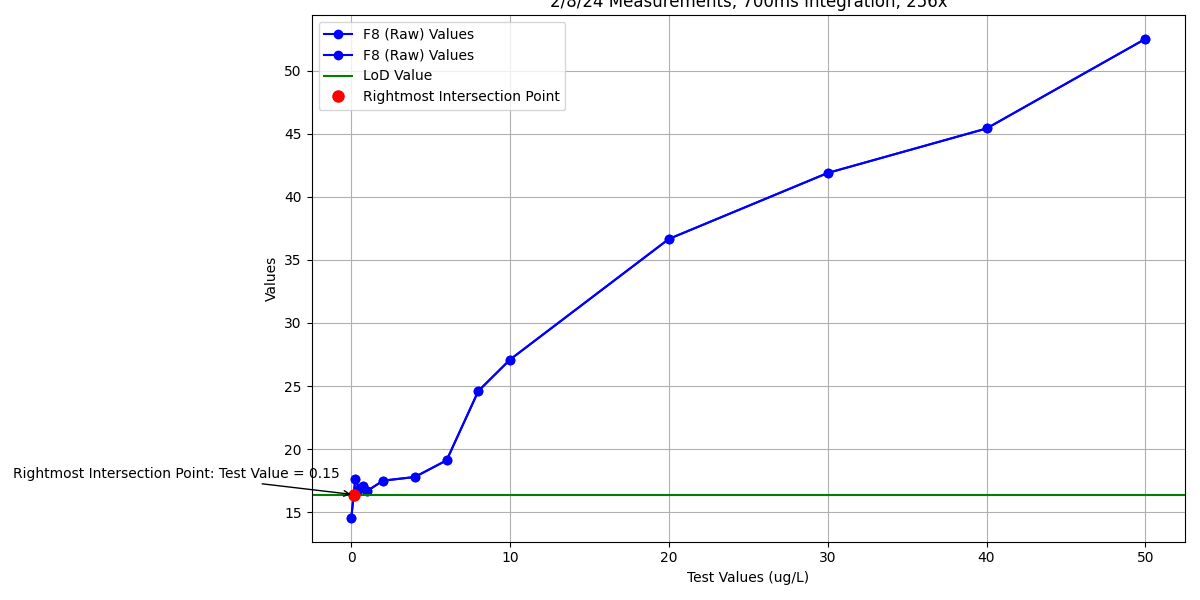 2/8/24 Measurements, 700ms integration, 256x
F8 (Raw) Values
F8 (Raw) Values
LoD Value
Rightmost Intersection Point
Values
50
45
40
35
30
25
20
15
Rightmost Intersection Point: Test Value = 0.15
0 10 20 30 40 50
Test Values (ug/L)